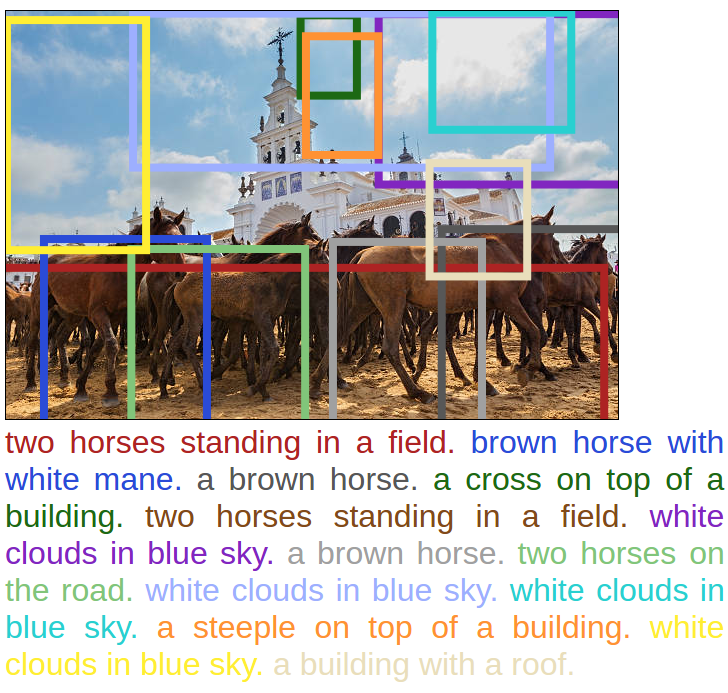 two horses standing in a field. brown horse with
white mane. a brown horse. a cross on top of a
building. two horses standing in a field. white
clouds in blue sky. a brown horse. two horses on
the road. white clouds in blue sky. white clouds in
blue sky. a steeple on top of a building. white
clouds in blue sky. a building with a roof.